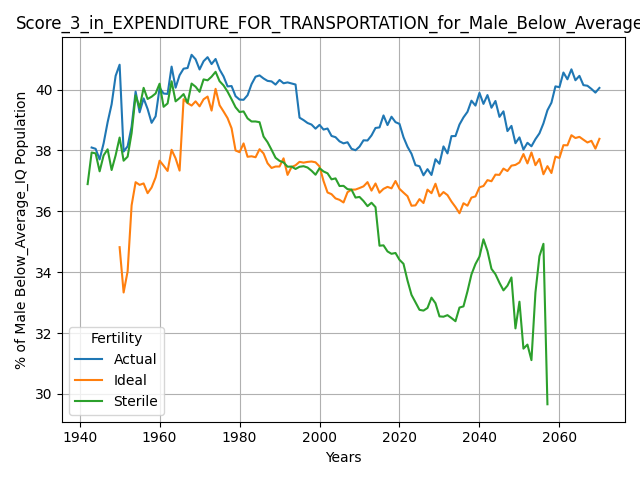 Score_3_in_EXPENDITURE_FOR_TRANSPORTATION_for_Male_Below_Average
% of Male Below_Average_IQ Population
40
38
36
34
32
30
Fertility
Actual
Ideal
Sterile
1940 1960 1980 2000 2020 2040 2060
Years